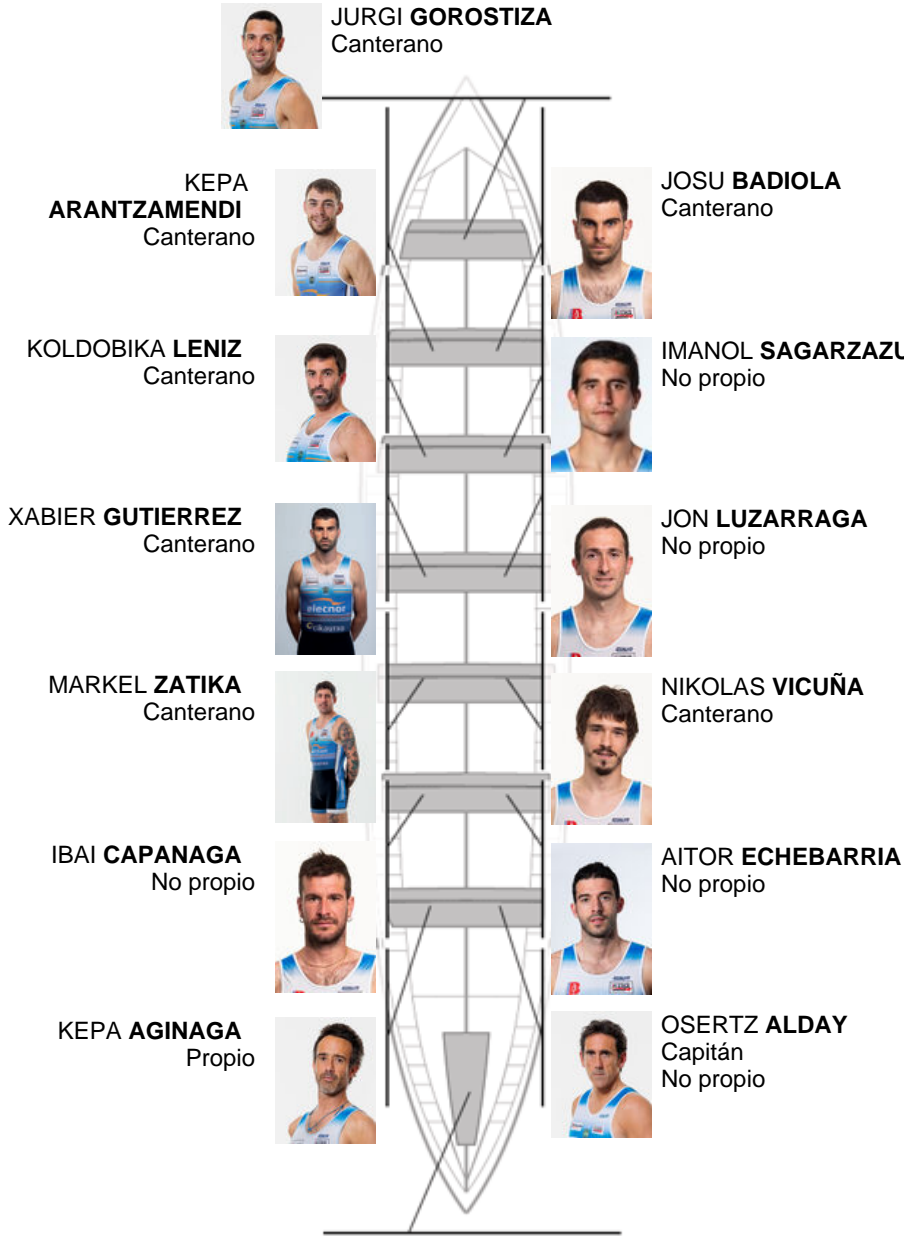 JURGI GOROSTIZA
Canterano
KEPA
ARANTZAMENDI
Canterano
JOSU BADIOLA
Canterano
KOLDOBIKA LENIZ
Canterano
IMANOL SAGARZAZU
No propio
XABIER GUTIERREZ
Canterano
elecnor
cikautxo
JON LUZARRAGA
No propio
MARKEL ZATIKA
Canterano
NIKOLAS VICUÑA
Canterano
IBAI CAPANAGA
No propio
AITOR ECHEBARRIA
No propio
KEPA AGINAGA
Propio
OSERTZ ALDAY
Capitán
No propio